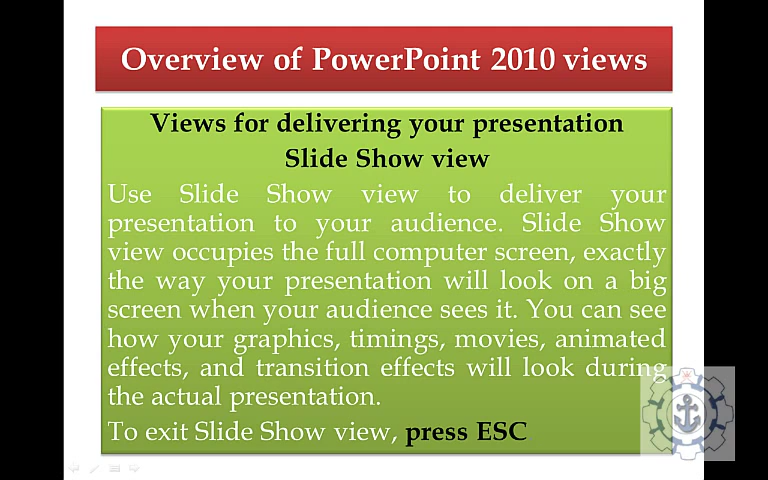 Overview of PowerPoint 2010 views
Views for delivering your presentation
Slide Show view
Use Slide Show view to deliver your
presentation to your audience. Slide Show
view occupies the full computer screen, exactly
the way your presentation will look on a big
screen when your audience sees it. You can see
how your graphics, timings, movies, animated
effects, and transition effects will look during
the actual presentation.
To exit Slide Show view, press ESC